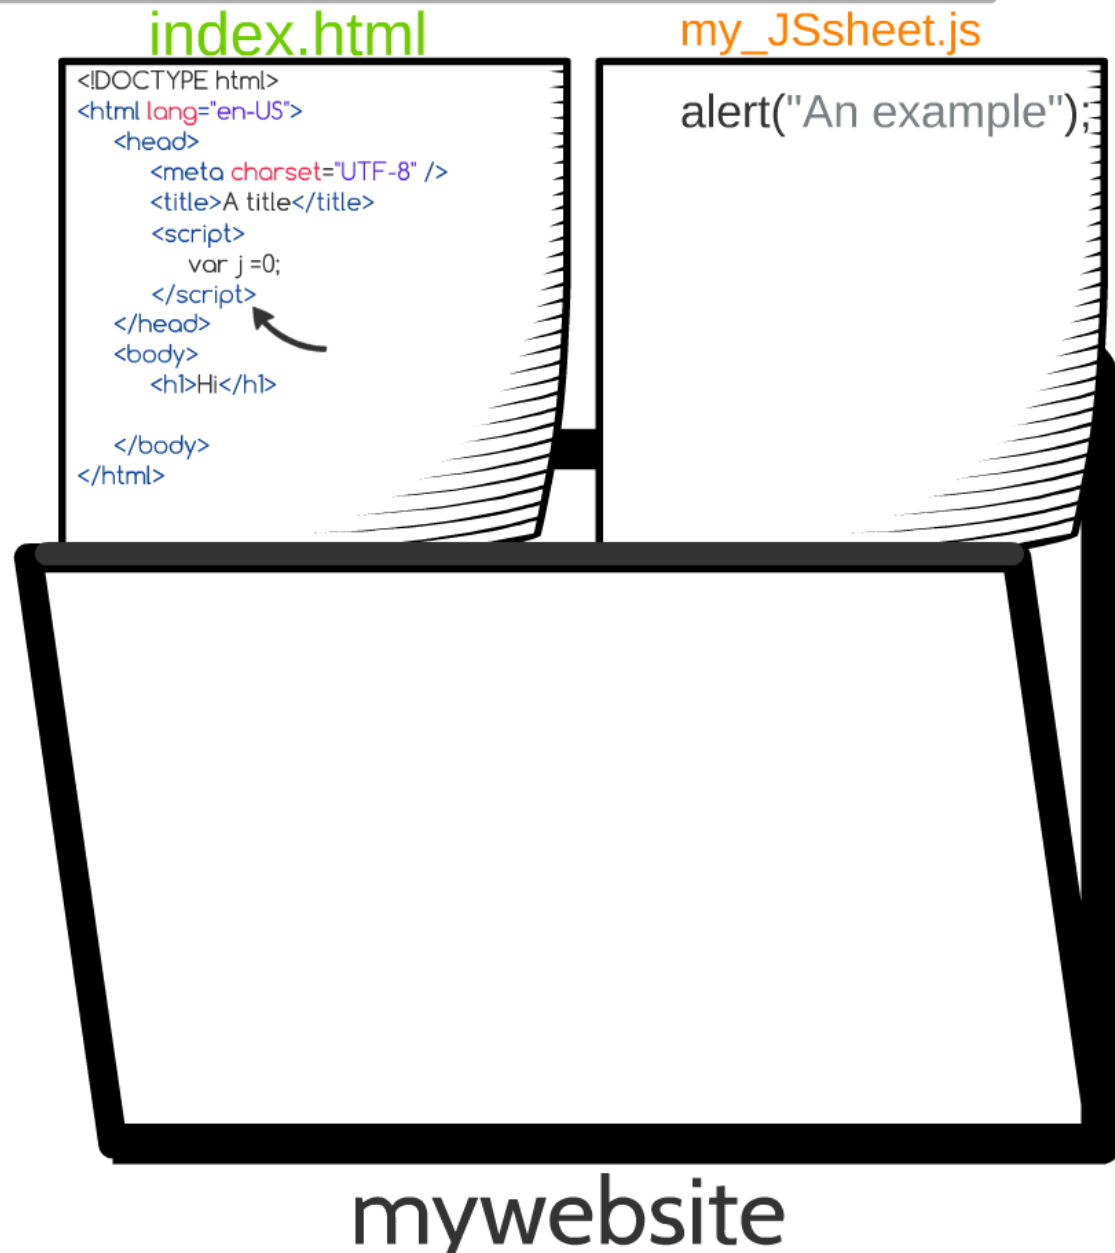 index.html
<!DOCTYPE html>
<html lang="en-US">
<head>
<meta charset="UTF-8" />
<title>A title</title>
<script>
var j =0;
</script>
</head>
<body>
<h1>Hi</h1>
</body>
</html>
my_JSsheet.js
alert("An example");
mywebsite